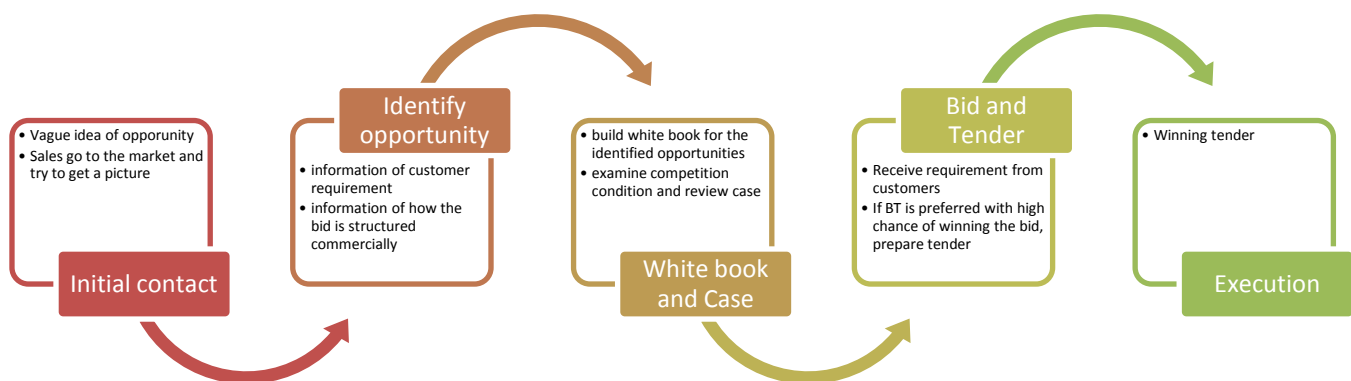 • Vague idea of opporunity
• Sales go to the market and
try to get a picture
Initial contact
Identify
opportunity
• information of customer
requirement
• information of how the
bid is structured
commercially
• build white book for the
identified opportunities
• examine competition
condition and review case
White book
and Case
Bid and
Tender
• Receive requirement from
customers
• If BT is preferred with high
chance of winning the bid,
prepare tender
• Winning tender
Execution